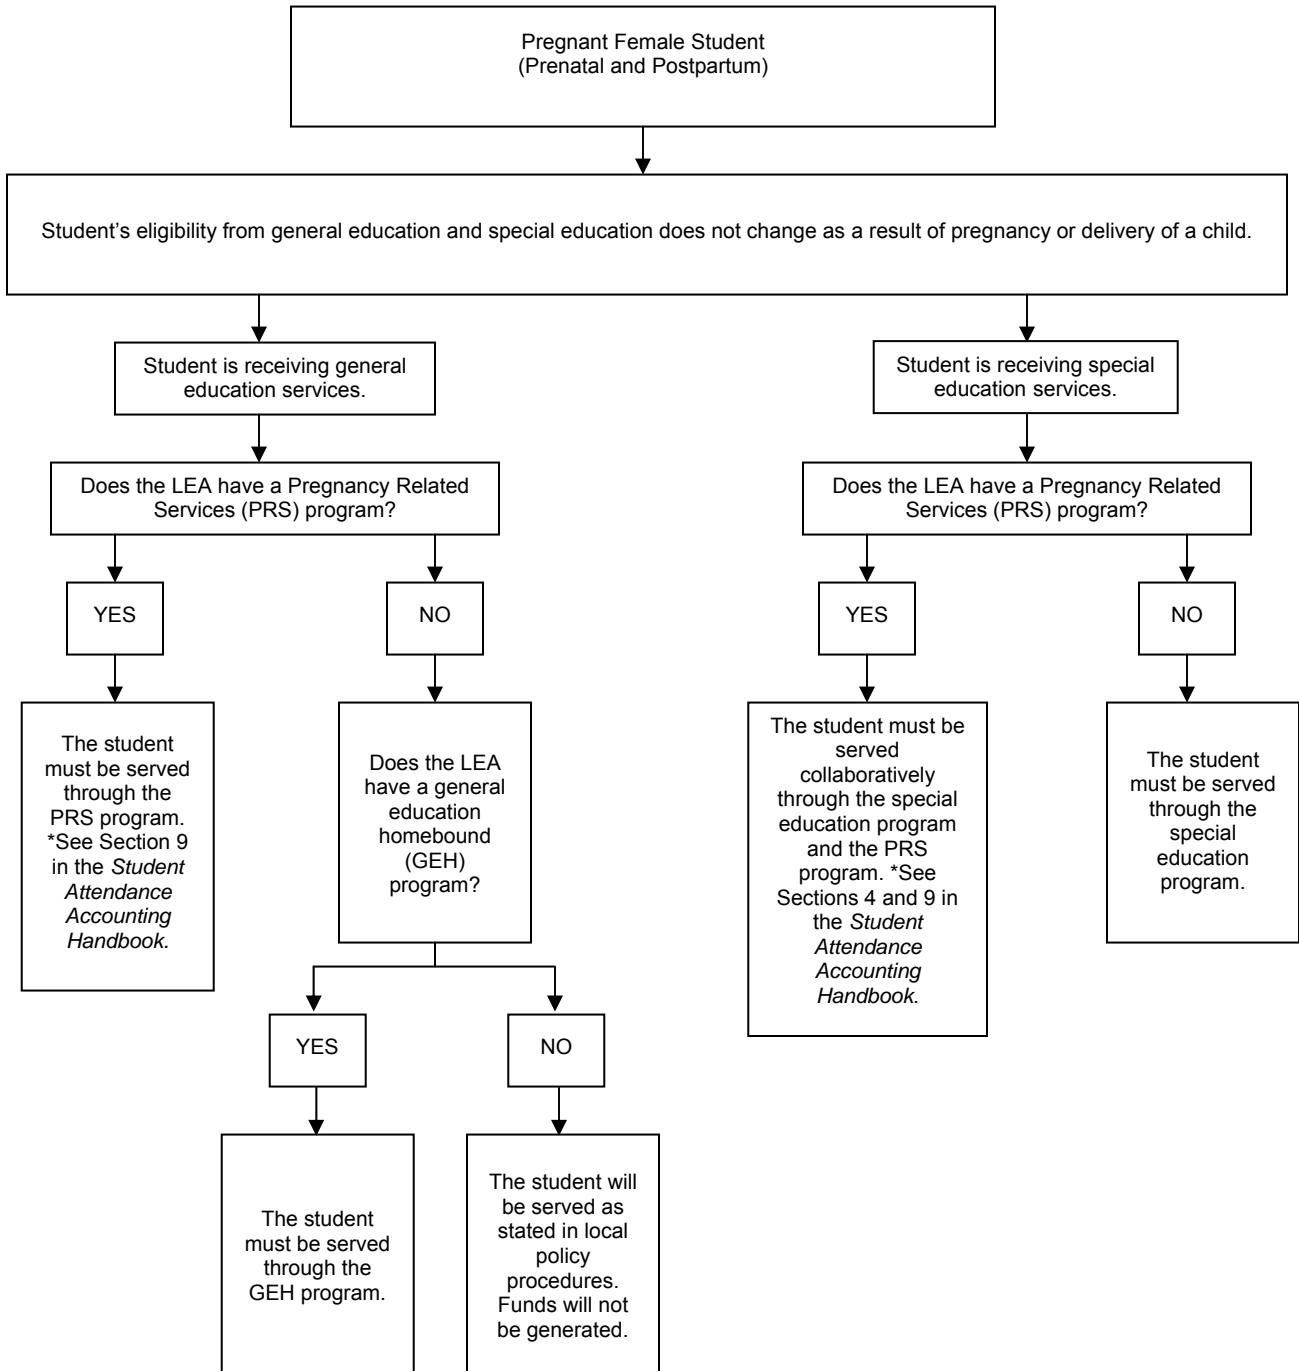 Pregnant Female Student
(Prenatal and Postpartum)
Student’s eligibility from general education and special education does not change as a result of pregnancy or delivery of a child.
Student is receiving general
education services.
Student is receiving special
education services.
Does the LEA have a Pregnancy Related
Services (PRS) program?
Does the LEA have a Pregnancy Related
Services (PRS) program?
YES
NO
YES
NO
The student
must be served
through the
PRS program.
*See Section 9
in the Student
Attendance
Accounting
Handbook.
Does the LEA
have a general
education
homebound
(GEH)
program?
The student must be
served
collaboratively
through the special
education program
and the PRS
program. *See
Sections 4 and 9 in
the Student
Attendance
Accounting
Handbook.
The student
must be served
through the
special
education
program.
YES
NO
The student
must be served
through the
GEH program.
The student will
be served as
stated in local
policy
procedures.
Funds will not
be generated.